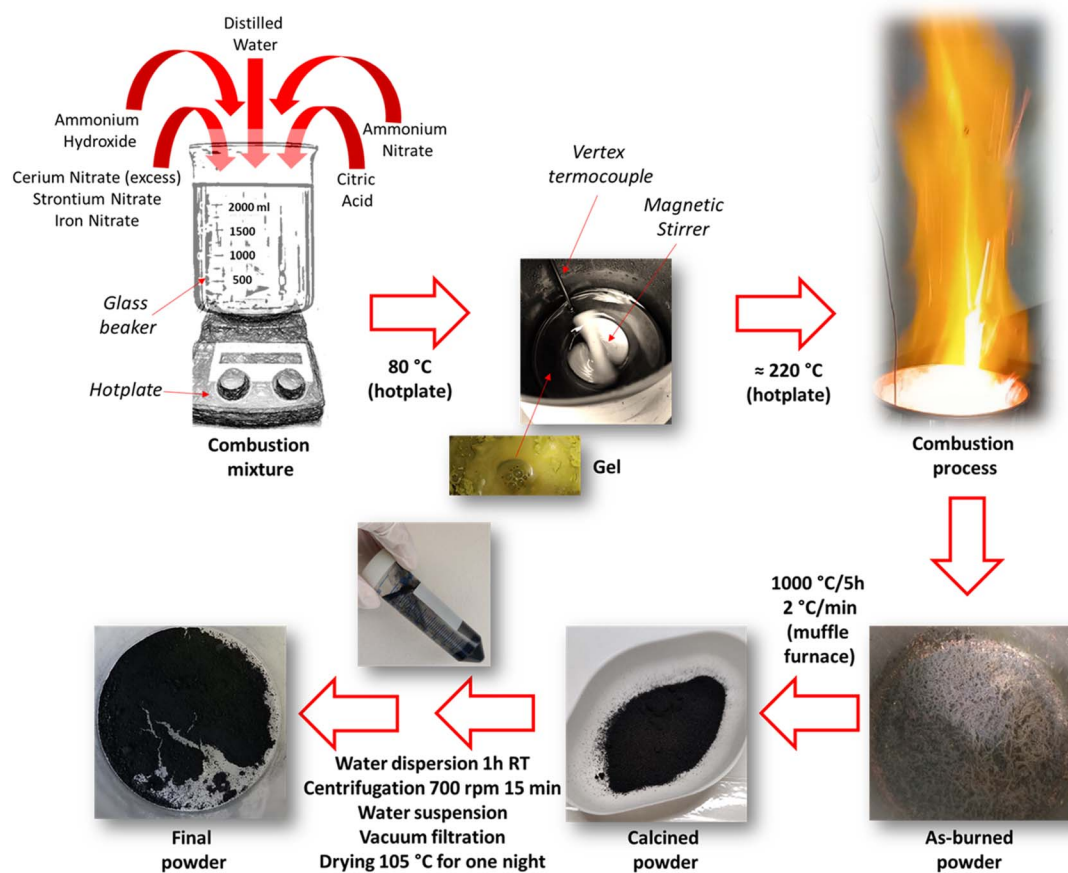 Distilled
Water
Ammonium
Hydroxide
Ammonium
Nitrate
Cerium Nitrate (excess)
Strontium Nitrate
Iron Nitrate
Citric
Acid
2000 ml
1500
1000
500
Glass
beaker
Hotplate
Combustion
mixture
80 °C
(hotplate)
Vertex
termocouple
Magnetic
Stirrer
Gel
≈ 220 °C
(hotplate)
Combustion
process
1000 °C/5h
2 °C/min
(muffle
furnace)
As-burned
powder
Calcined
powder
Water dispersion 1h RT
Centrifugation 700 rpm 15 min
Water suspension
Vacuum filtration
Drying 105 °C for one night
Final
powder